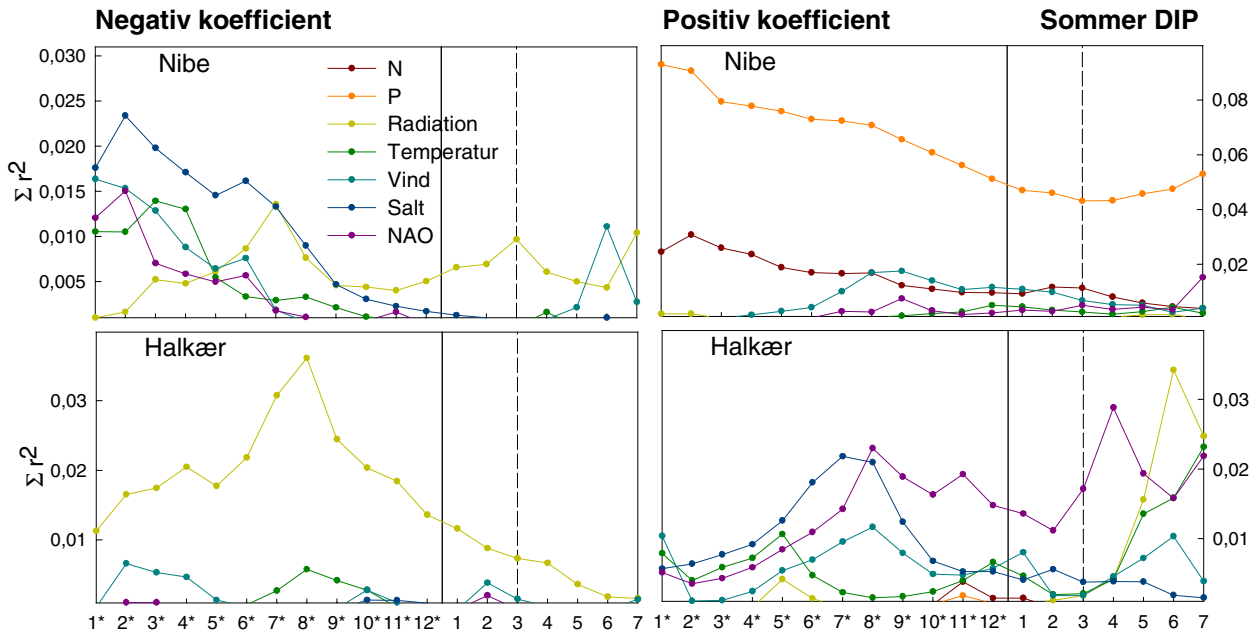 Negativ koefficient
Positiv koefficient
Sommer DIP
Nibe
0,030
0,025
0,020
0,015
0,010
0,005
Σ r2
N
P
Radiation
Temperatur
Vind
Salt
NAO
Nibe
0,08
0,06
0,04
0,02
Halkær
0,03
0,02
0,01
Σ r2
Halkær
0,03
0,02
0,01
1* 2* 3* 4* 5* 6* 7* 8* 9* 10* 11* 12* 1 2 3 4 5 6 7
1* 2* 3* 4* 5* 6* 7* 8* 9* 10* 11* 12* 1 2 3 4 5 6 7